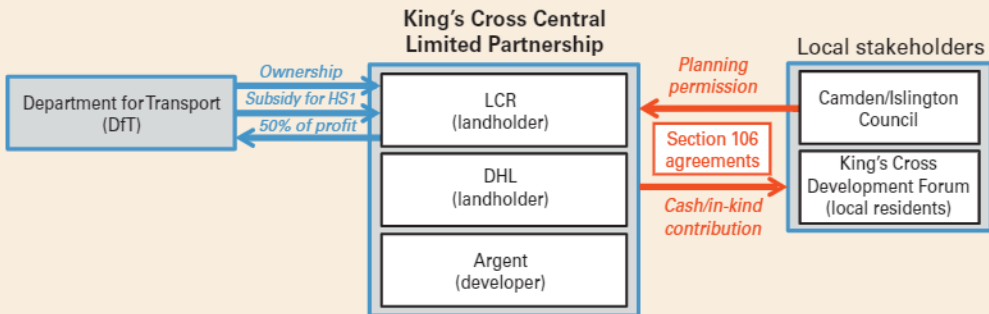 King's Cross Central
Limited Partnership
Local stakeholders
Department for Transport
(DfT)
Ownership
Subsidy for HS1
50% of profit
LCR
(landholder)
DHL
(landholder)
Argent
(developer)
Planning
permission
Section 106
agreements
Cash/in-kind
contribution
Camden/Islington
Council
King's Cross
Development Forum
(local residents)